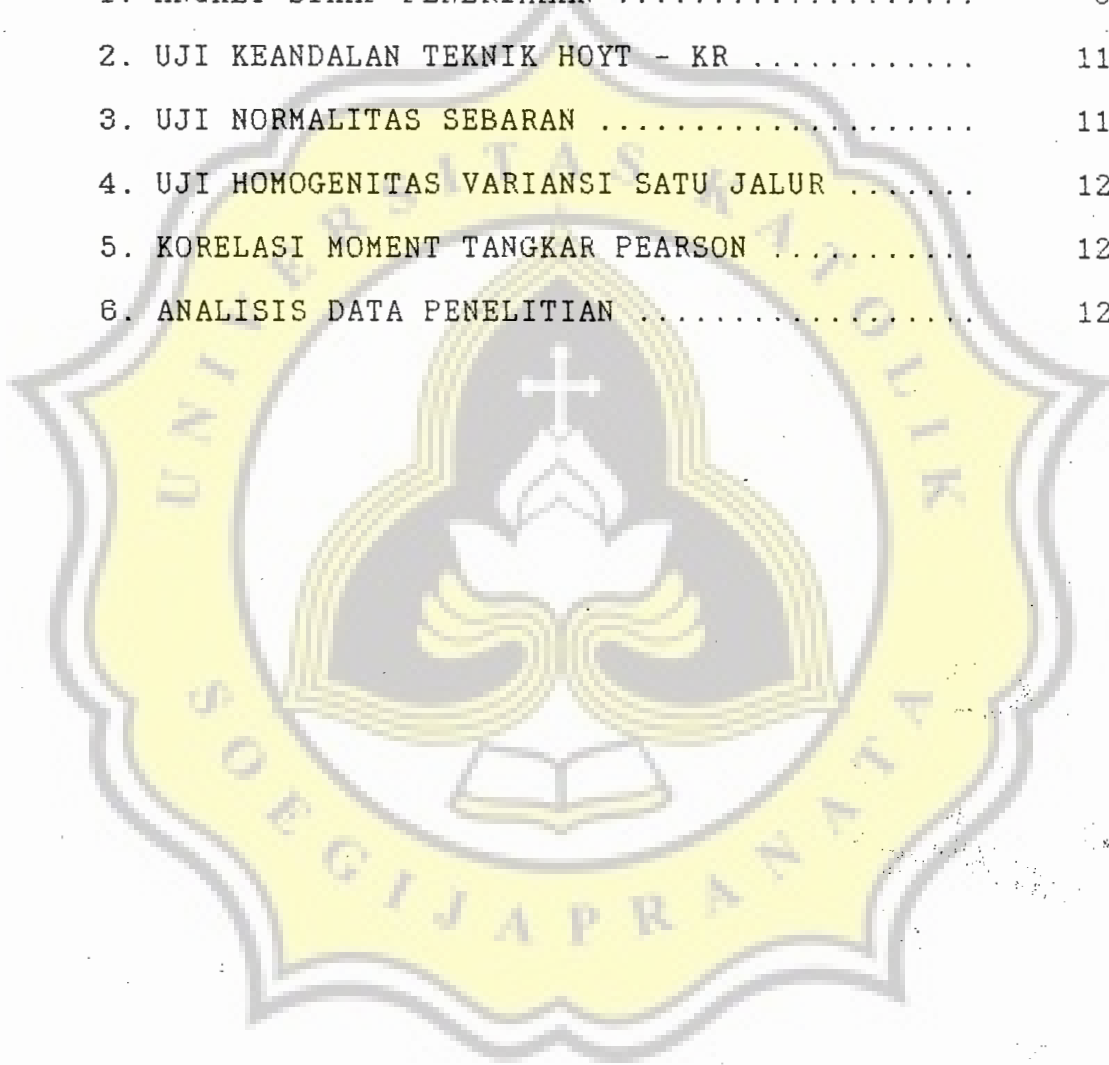 2. UJI KEANDALAN TEKNIK HOYT - KR ............ 11
3. UJI NORMALITAS SEBARAN .................... 11
4. UJI HOMOGENITAS VARIANSI SATU JALUR ....... 12
5. KORELASI MOMENT TANGKAR PEARSON ........... 12
6. ANALISIS DATA PENELITIAN .................. 12
UNIVERSITAS KATOLIK
SOEGIJAPRANATA